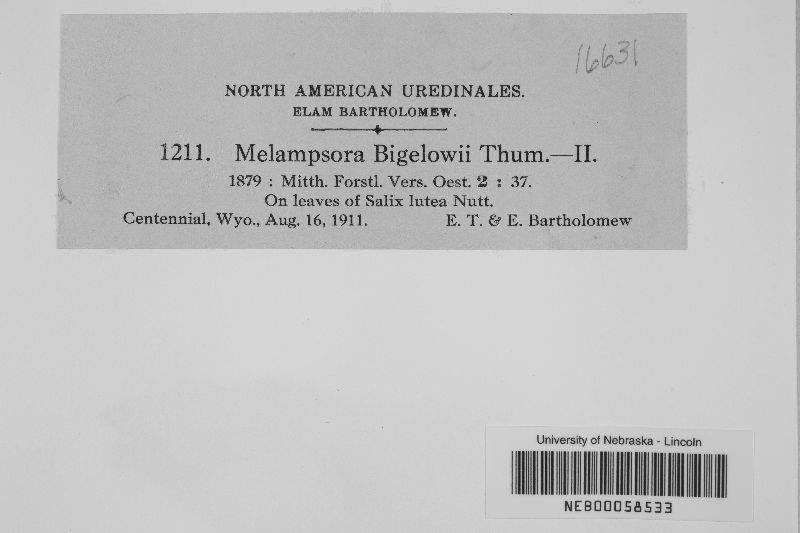 16631
NORTH AMERICAN UREDINALES.
ELAM BARTHOLOMEW.
1211. Melampsora Bigelowii Thum.—II.
1879 : Mitth. Forstl. Vers. Oest. 2 : 37.
On leaves of Salix lutea Nutt.
Centennial, Wyo., Aug. 16, 1911. E. T. & E. Bartholomew
University of Nebraska - Lincoln
NEB00058533